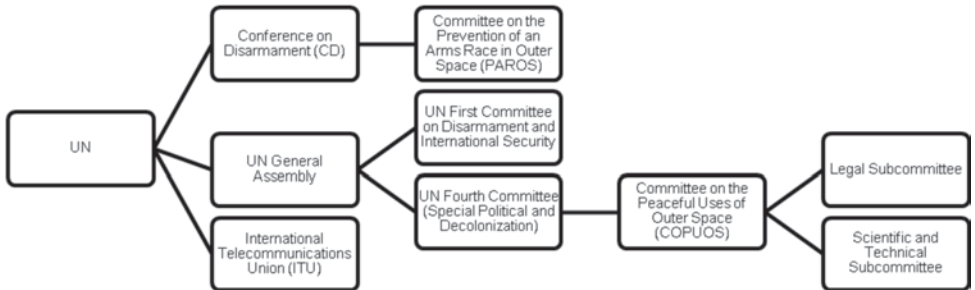 UN
Conference on
Disarmament (CD)
Committee on the
Prevention of an
Arms Race in Outer
Space (PAROS)
UN General
Assembly
UN First Committee
on Disarmament and
International Security
UN Fourth Committee
(Special Political and
Decolonization)
Committee on the
Peaceful Uses of
Outer Space
(COPUOS)
Legal Subcommittee
Scientific and
Technical
Subcommittee
International
Telecommunications
Union (ITU)